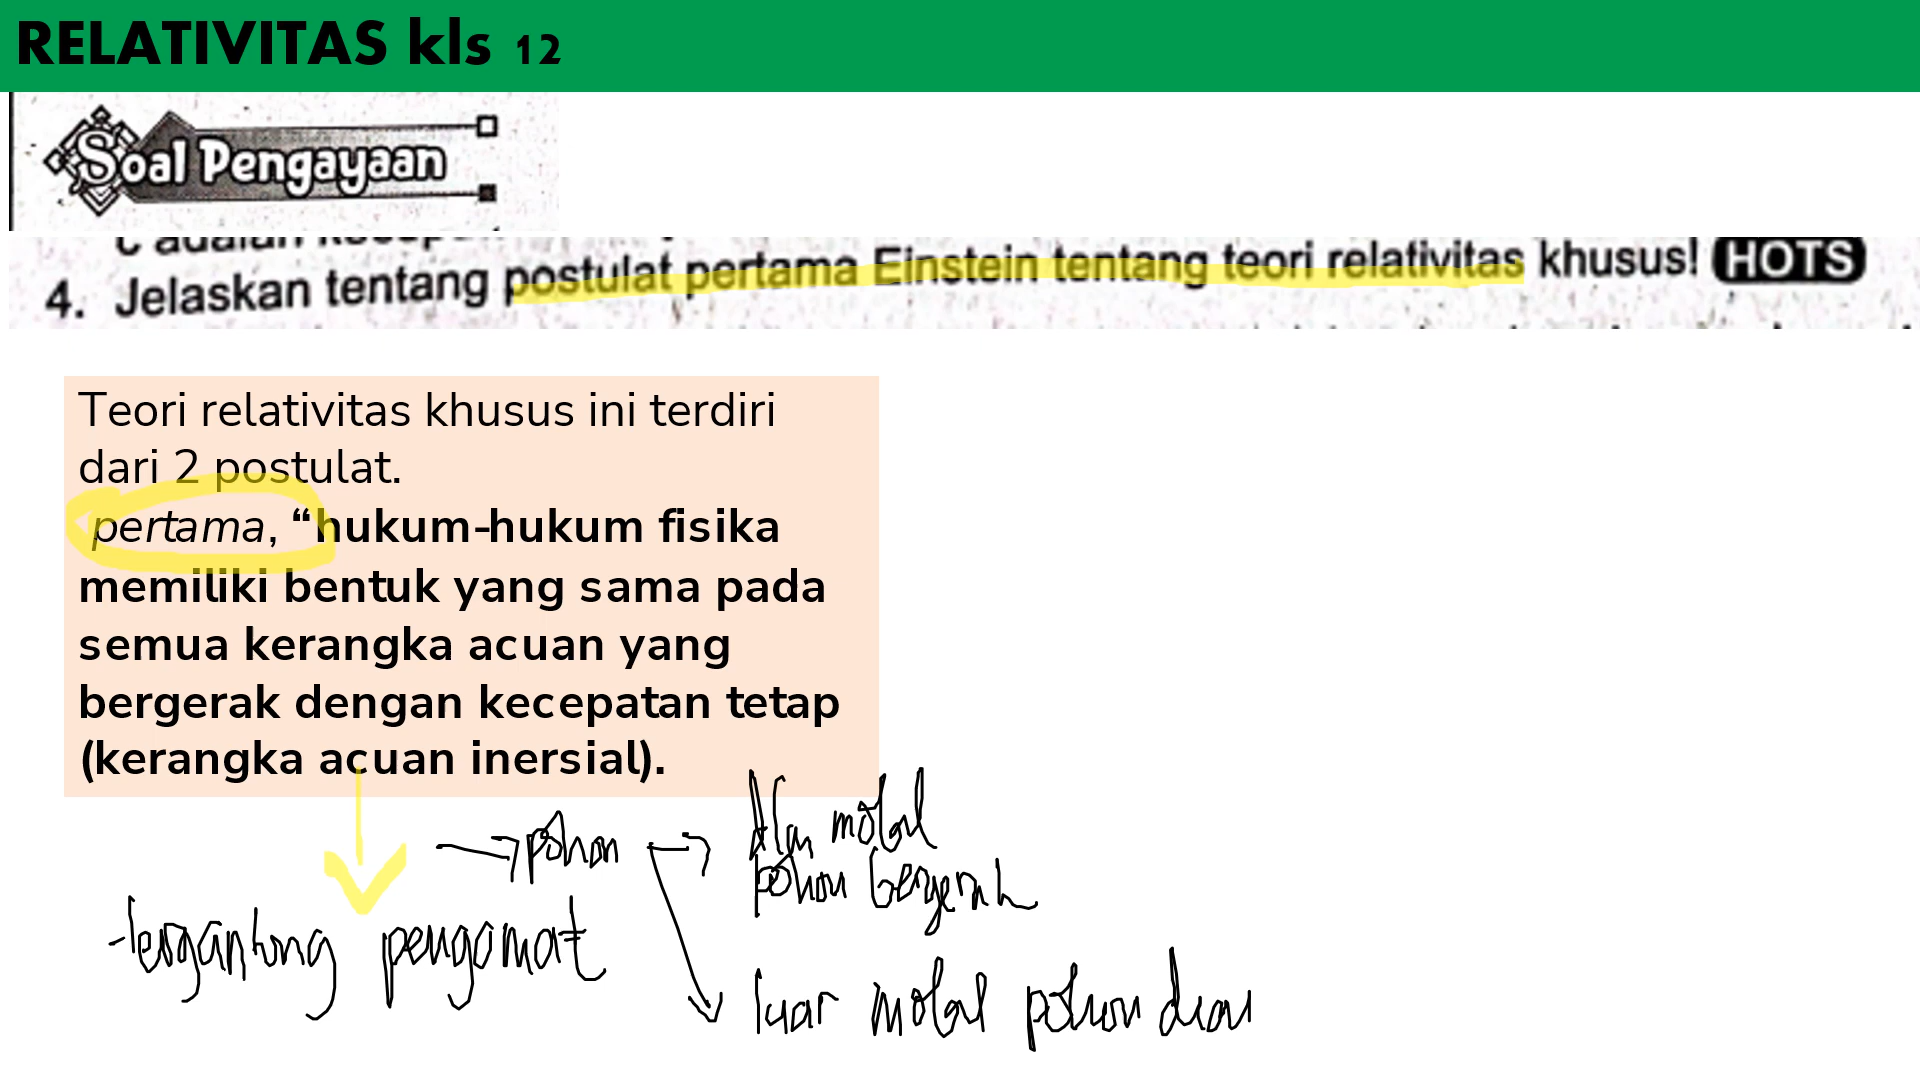 RELATIVITAS kls 12
Soal Pengayaan
c adalah
4. Jelaskan tentang postulat pertama Einstein tentang teori relativitas khusus! HOTS
Teori relativitas khusus ini terdiri
dari 2 postulat.
pertama, “hukum-hukum fisika
memiliki bentuk yang sama pada
semua kerangka acuan yang
bergerak dengan kecepatan tetap
(kerangka acuan inersial).
tergantung pengamat
→ pohon
dlm mobil
pohon bergerak
luar mobil pohon diam